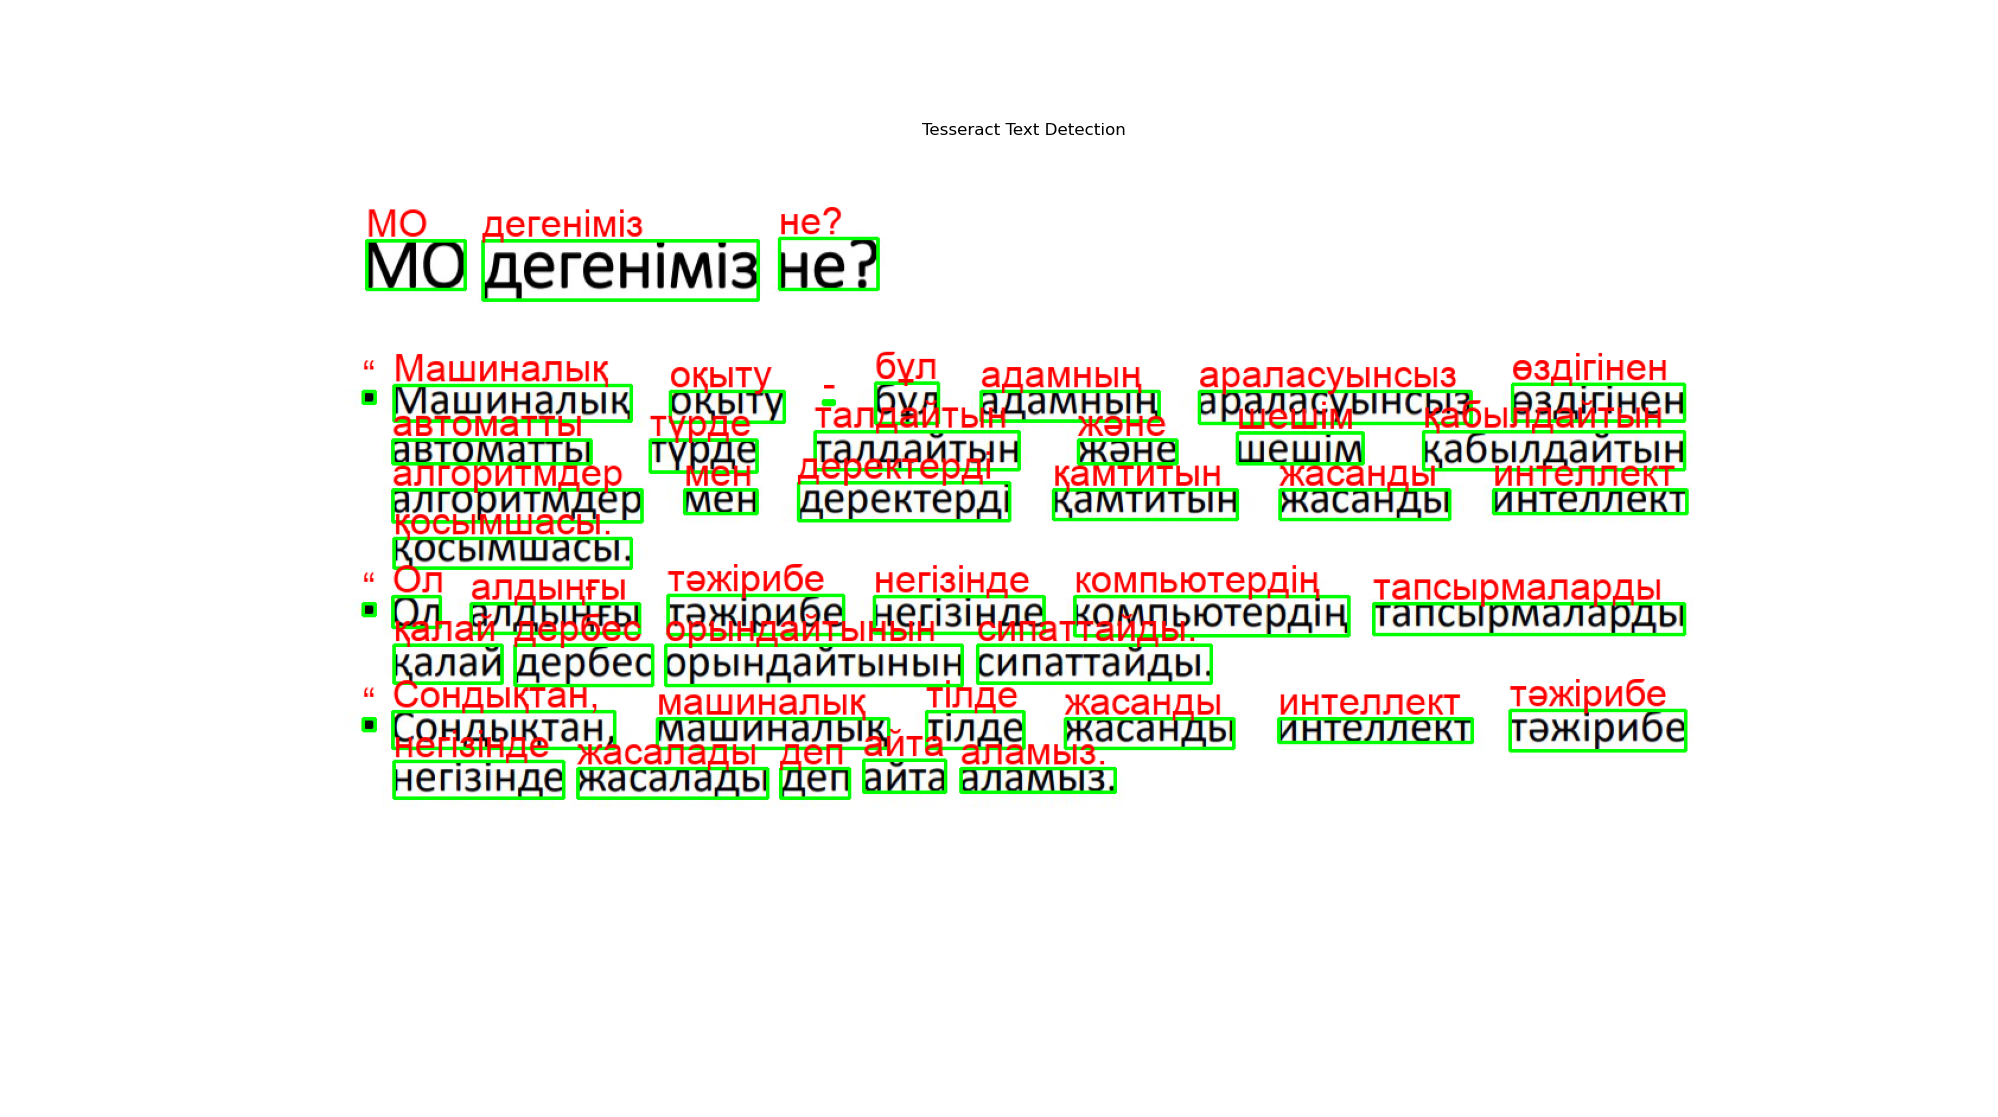 Tesseract Text Detection
МО дегеніміз не?
МО дегеніміз не?
“ Машиналық оқыту - бұл адамның араласуынсыз өздігінен
▪ Машиналық оқыту - бұл адамның араласуынсыз өздігінен
автоматты түрде талдайтын және шешім қабылдайтын
автоматты түрде талдайтын және шешім қабылдайтын
алгоритмдер мен деректерді қамтитын жасанды интеллект
алгоритмдер мен деректерді қамтитын жасанды интеллект
қосымшасы.
қосымшасы.
“ Ол алдыңғы тәжірибе негізінде компьютердің тапсырмаларды
▪ Ол алдыңғы тәжірибе негізінде компьютердің тапсырмаларды
қалай дербес орындайтынын сипаттайды.
қалай дербес орындайтынын сипаттайды.
“ Сондықтан, машиналық тілде жасанды интеллект тәжірибе
▪ Сондықтан, машиналық тілде жасанды интеллект тәжірибе
негізінде жасалады деп айта аламыз.
негізінде жасалады деп айта аламыз.